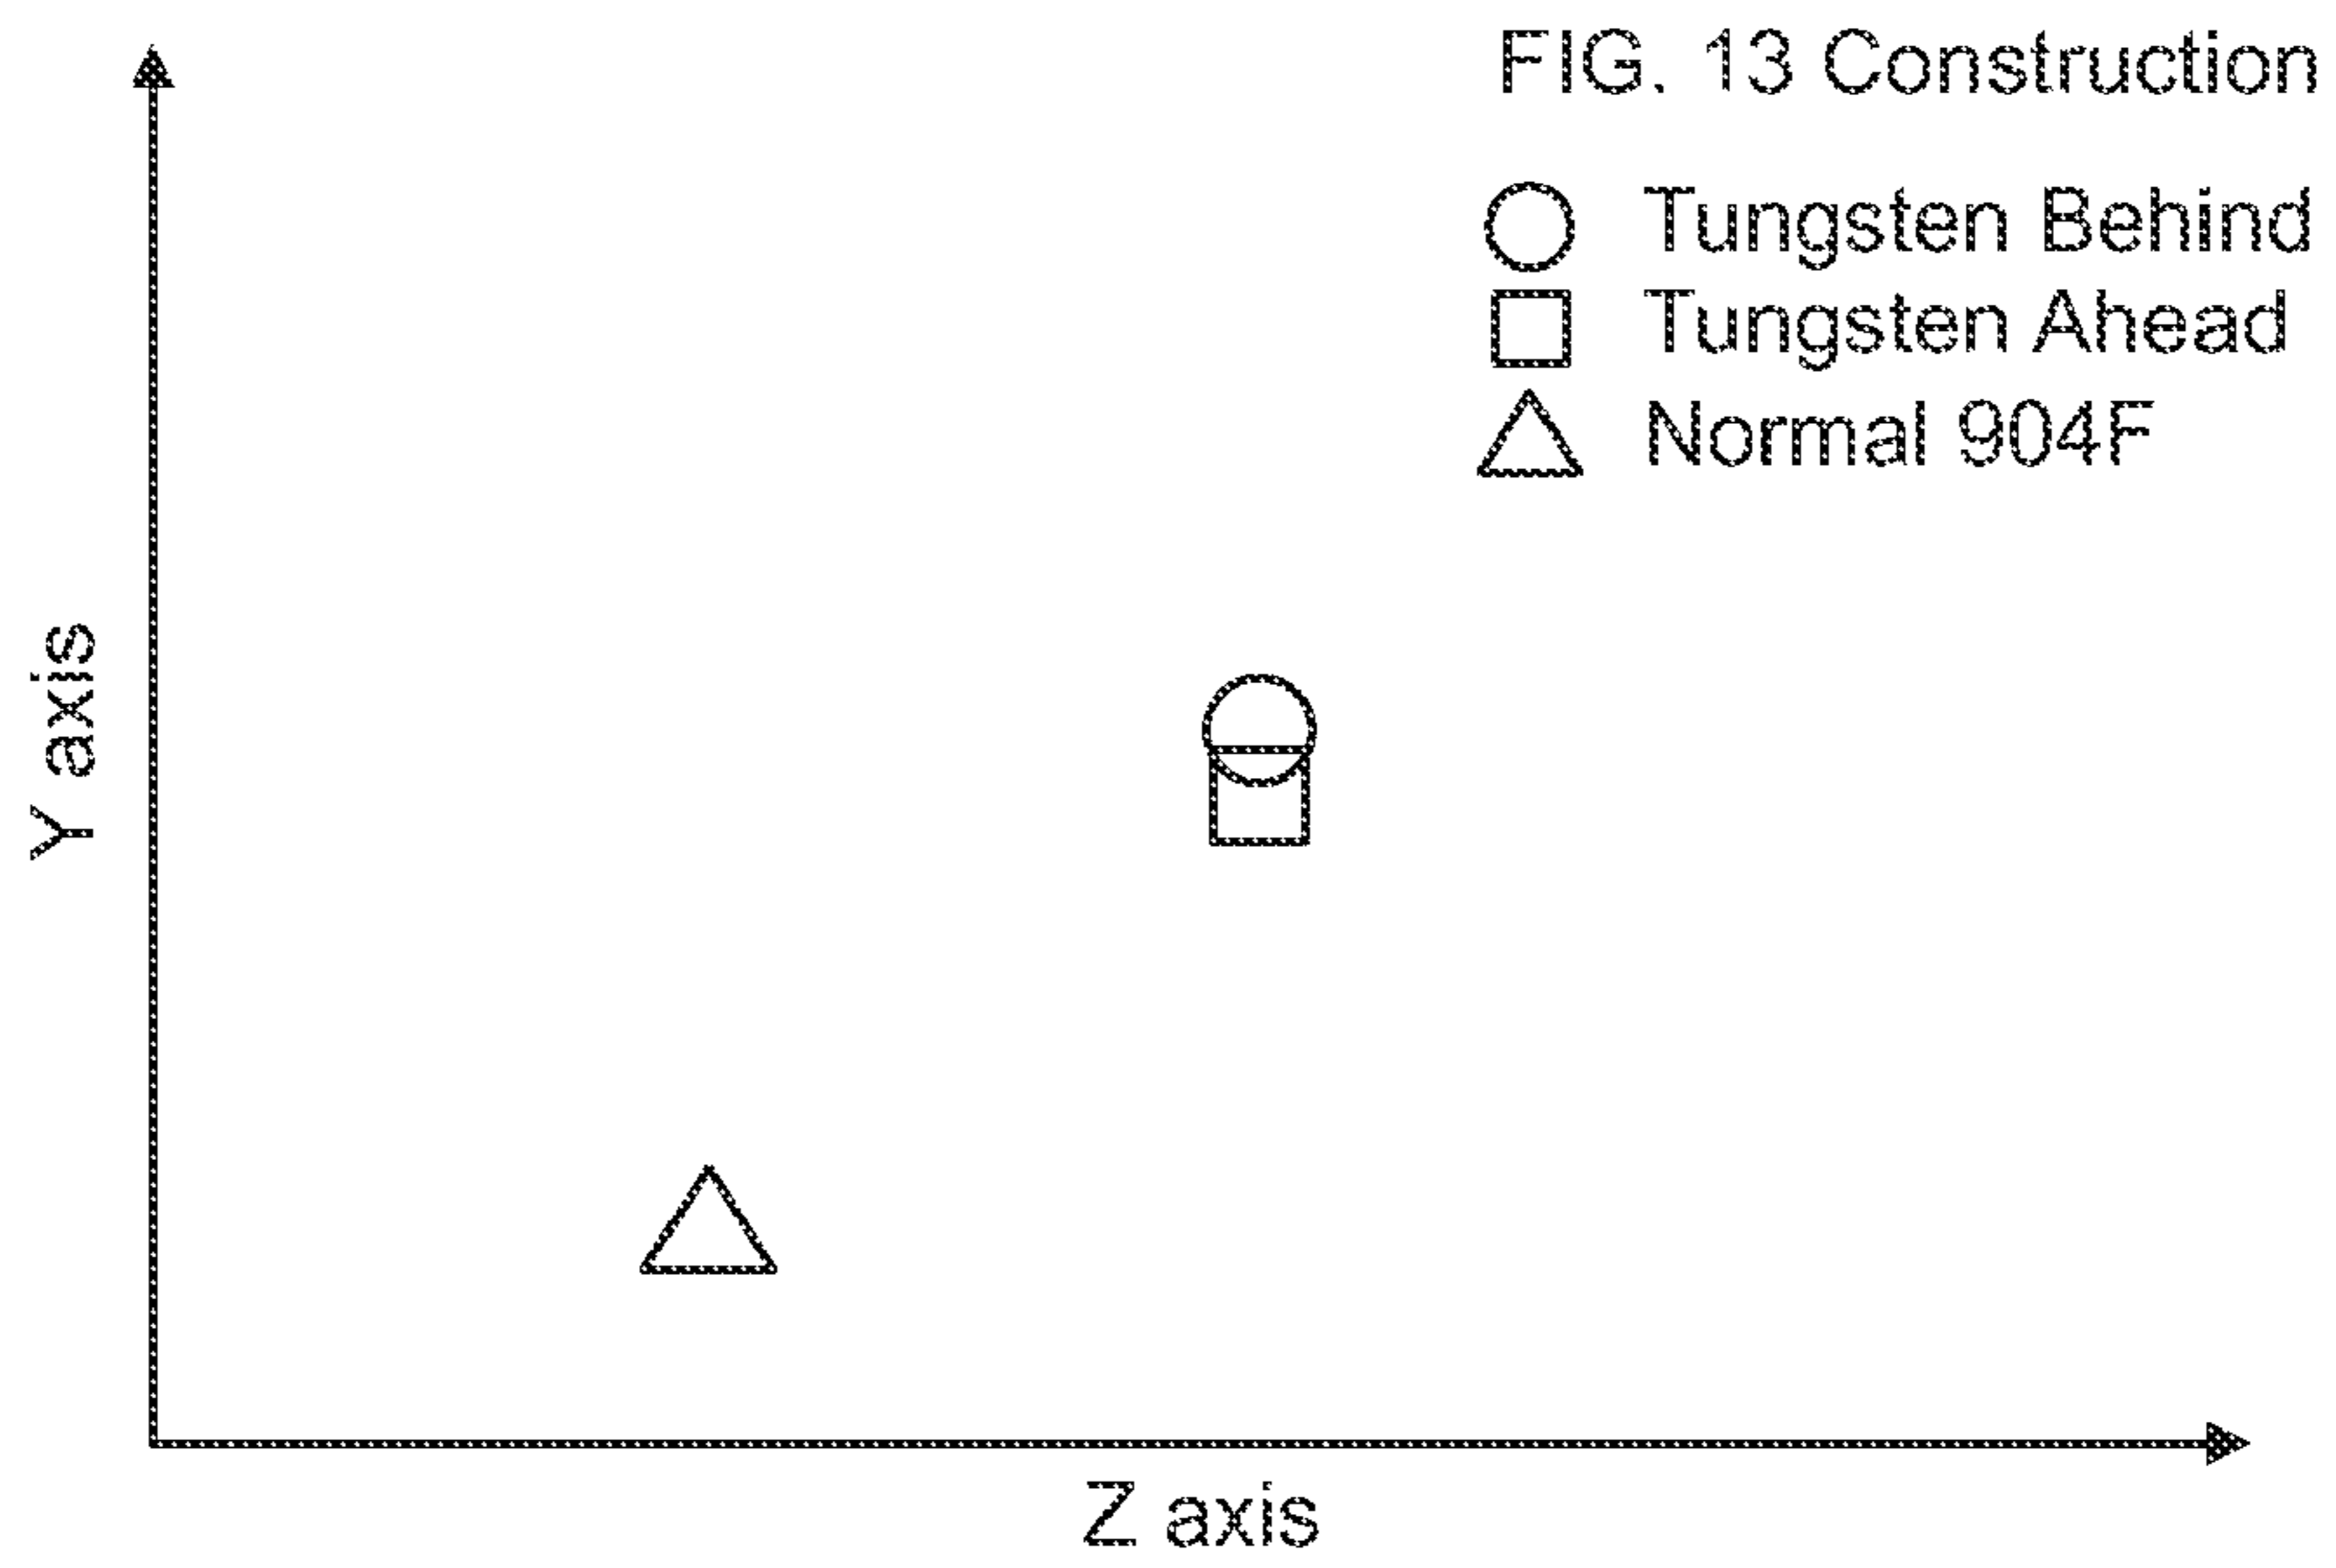 FIG. 13 Construction
Tungsten Behind
Tungsten Ahead
Normal 904F
Y axis
Z axis